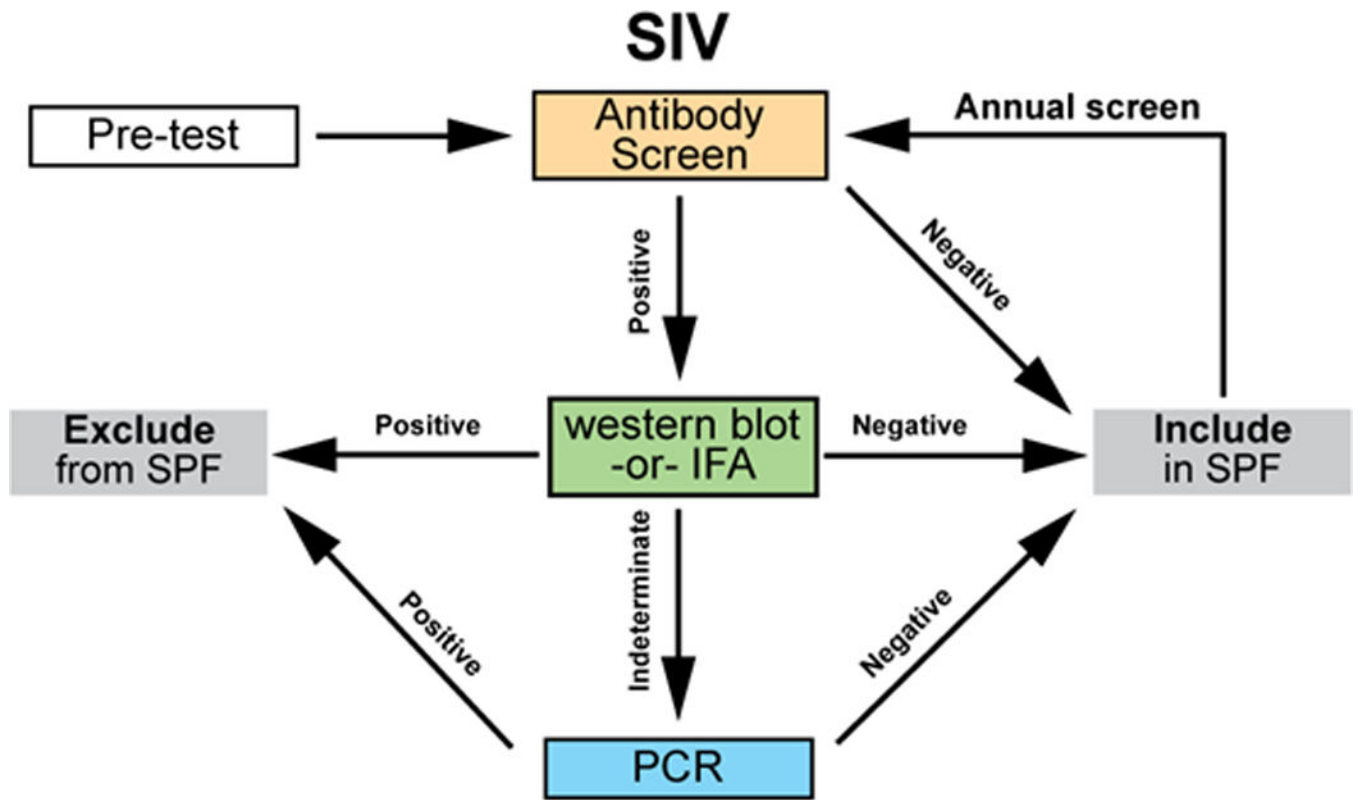 SIV
Pre-test
Antibody
Screen
Annual screen
Positive
Negative
Exclude
from SPF
Positive
western blot
-or- IFA
Negative
Include
in SPF
Positive
Indeterminate
Negative
PCR